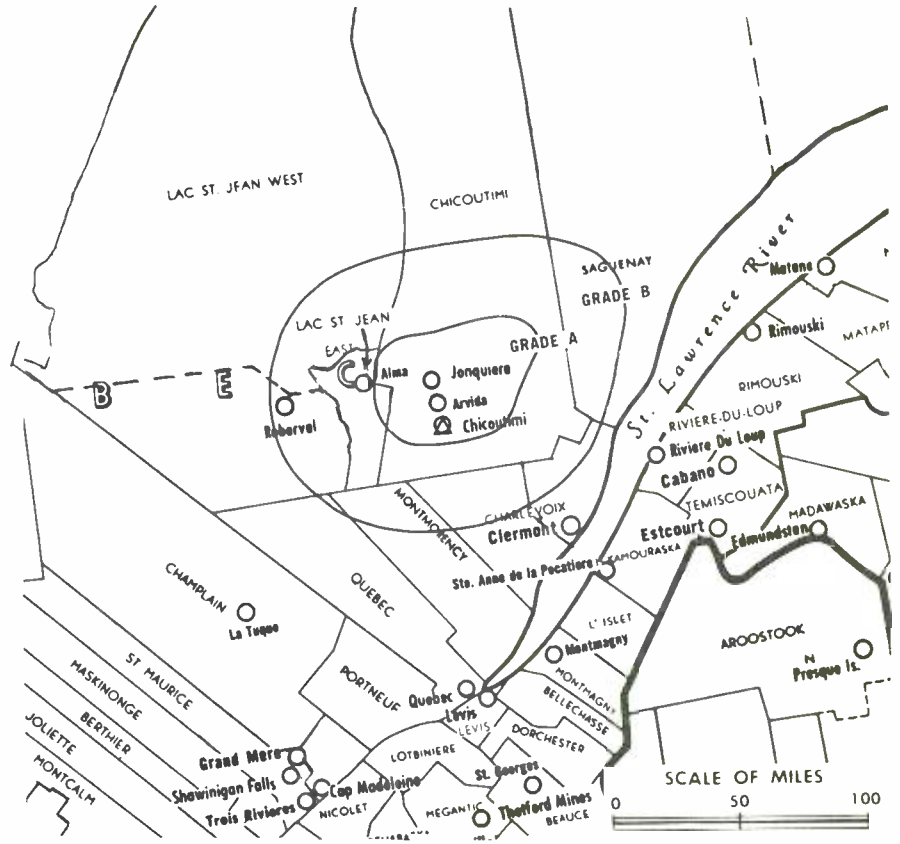 LAC ST. JEAN WEST
CHICOUTIMI
St. Lawrence River
SAGUENAY
GRADE B
Matane
LAC ST JEAN
EAST
GRADE A
Rimouski
B E
Alma
Jonquiere
Arvida
Chicoutimi
Roberval
RIMOUSKI
RIVIERE-DU-LOUP
Riviere Du Loup
Cabano
TEMISCOUATA
MADAWASKA
MONTMORENCY
CHARLEVOIX
Clermont
Estcourt
Edmundston
KAMOURASKA
Ste. Anne de la Pocatiere
CHAMPLAIN
QUEBEC
La Tuque
L'ISLET
AROOSTOOK
Montmagny
N
Presque Is.
ST MAURICE
MASKINONGE
BERTHIER
JOLIETTE
MONTCALM
PORTNEUF
Quebec
Levis
LEVIS
MONTMAGNY
BELLECHASSE
DORCHESTER
LOTBINIERE
Grand Mere
Shawinigan Falls
Trois Rivieres
Cap Madeleine
NICOLET
St. Georges
MEGANTIC
Thetford Mines
BEAUCE
SCALE OF MILES
0 50 100